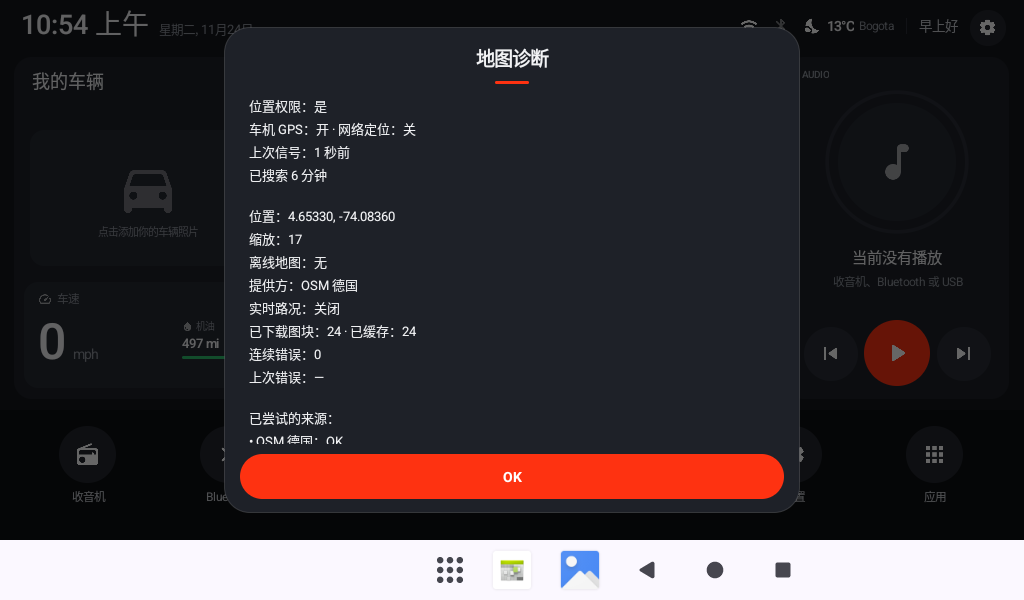 10:54 上午
星期二, 11月24日
13°C Bogota
早上好
我的车辆
AUDIO
点击添加你的车辆照片
车速
0 mph
机油
497 mi
当前没有播放
收音机、Bluetooth 或 USB
地图诊断
位置权限：是
车机 GPS：开 · 网络定位：关
上次信号：1 秒前
已搜索 6 分钟
位置：4.65330, -74.08360
缩放：17
离线地图：无
提供方：OSM 德国
实时路况：关闭
已下载图块：24 · 已缓存：24
连续错误：0
上次错误：—
已尝试的来源：
• OSM 德国：OK
OK
收音机
Blue
置
应用